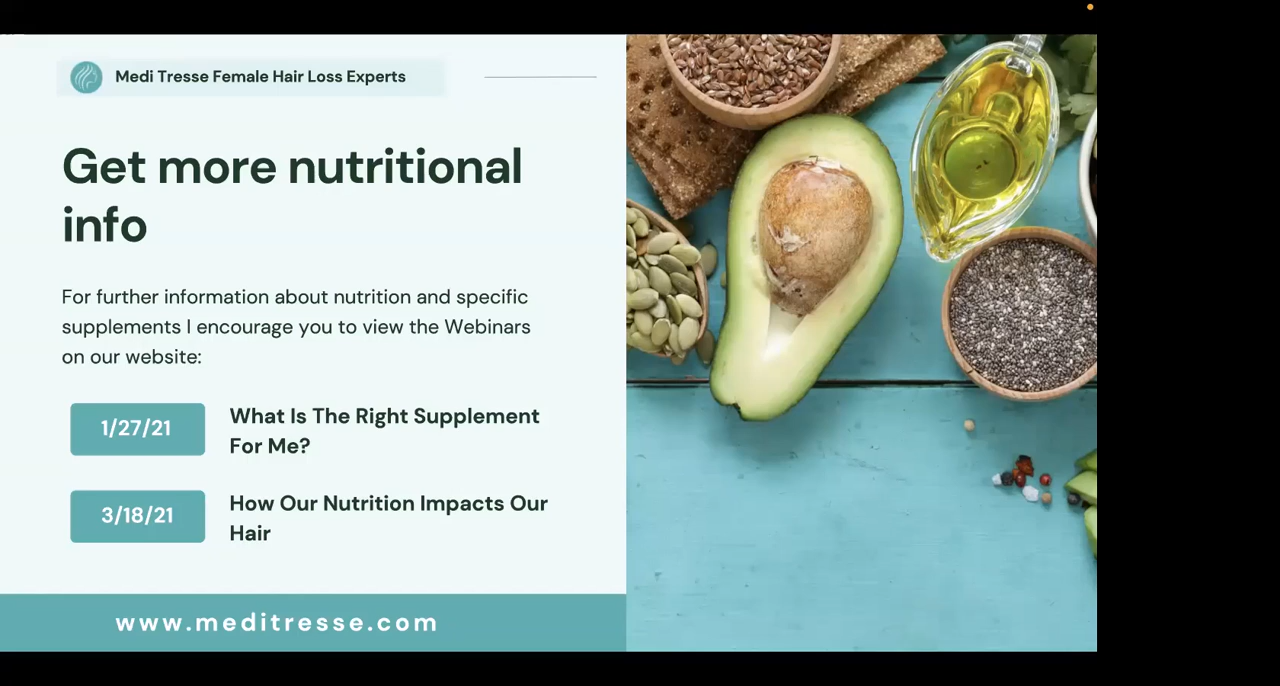 Medi Tresse Female Hair Loss Experts
Get more nutritional
info
For further information about nutrition and specific
supplements I encourage you to view the Webinars
on our website:
1/27/21
What Is The Right Supplement
For Me?
3/18/21
How Our Nutrition Impacts Our
Hair
www.meditresse.com